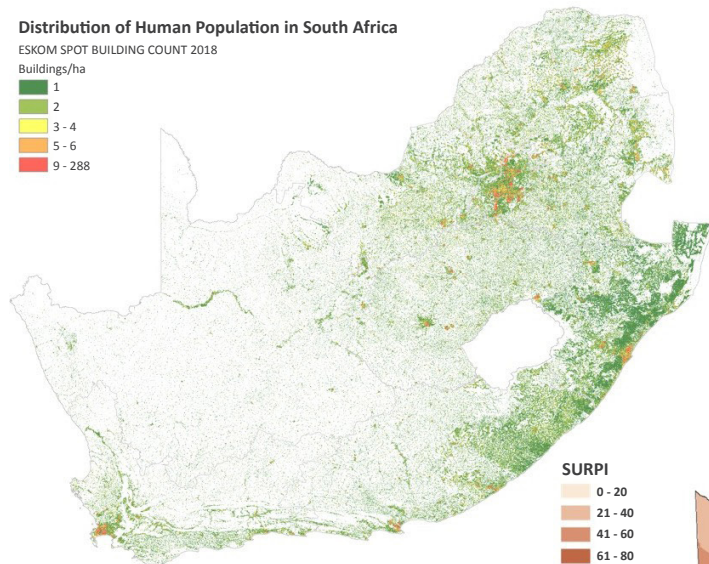 Distribution of Human Population in South Africa
ESKOM SPOT BUILDING COUNT 2018
Buildings/ha
1
2
3 - 4
5 - 6
9 - 288
SURPI
0 - 20
21 - 40
41 - 60
61 - 80